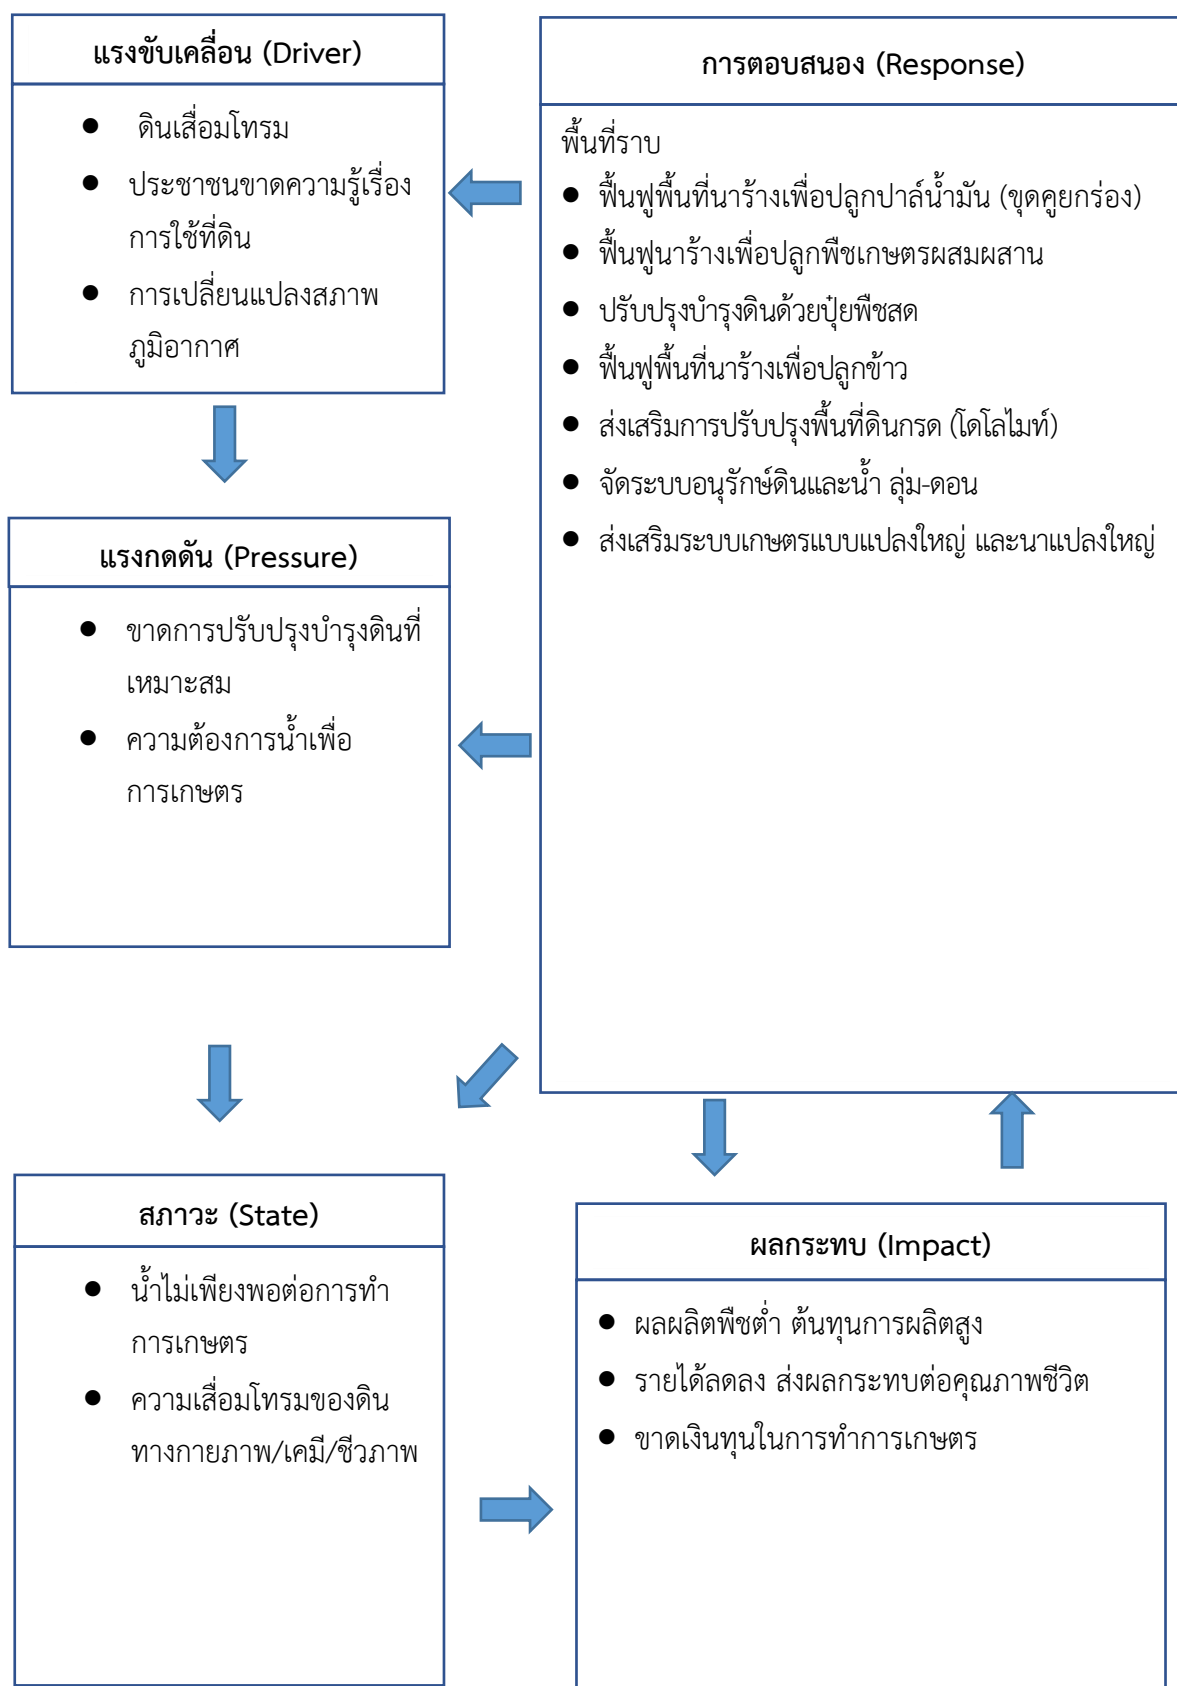 แรงขับเคลื่อน (Driver)
● ดินเสื่อมโทรม
● ประชาชนขาดความรู้เรื่อง
การใช้ที่ดิน
● การเปลี่ยนแปลงสภาพ
ภูมิอากาศ
การตอบสนอง (Response)
พื้นที่ราบ
● ฟื้นฟูพื้นที่นาร้างเพื่อปลูกปาล์น้ำมัน (ขุดคูยกร่อง)
● ฟื้นฟูนาร้างเพื่อปลูกพืชเกษตรผสมผสาน
● ปรับปรุงบำรุงดินด้วยปุ๋ยพืชสด
● ฟื้นฟูพื้นที่นาร้างเพื่อปลูกข้าว
● ส่งเสริมการปรับปรุงพื้นที่ดินกรด (โดโลไมท์)
● จัดระบบอนุรักษ์ดินและน้ำ ลุ่ม-ดอน
● ส่งเสริมระบบเกษตรแบบแปลงใหญ่ และนาแปลงใหญ่
แรงกดดัน (Pressure)
● ขาดการปรับปรุงบำรุงดินที่
เหมาะสม
● ความต้องการน้ำเพื่อ
การเกษตร
สภาวะ (State)
● น้ำไม่เพียงพอต่อการทำ
การเกษตร
● ความเสื่อมโทรมของดิน
ทางกายภาพ/เคมี/ชีวภาพ
ผลกระทบ (Impact)
● ผลผลิตพืชต่ำ ต้นทุนการผลิตสูง
● รายได้ลดลง ส่งผลกระทบต่อคุณภาพชีวิต
● ขาดเงินทุนในการทำการเกษตร